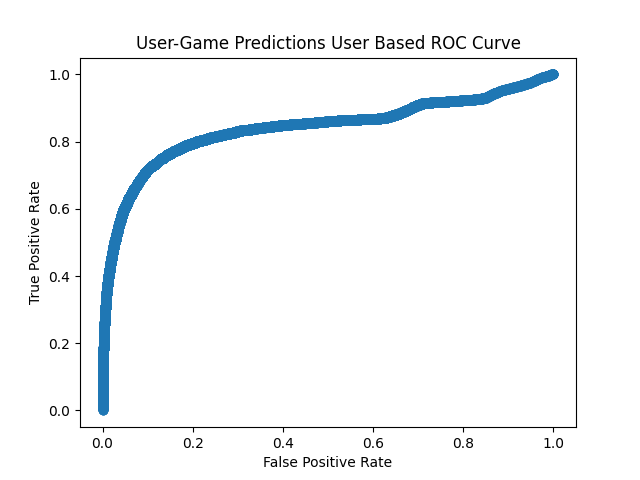 User-Game Predictions User Based ROC Curve
True Positive Rate
1.0
0.8
0.6
0.4
0.2
0.0
0.0 0.2 0.4 0.6 0.8 1.0
False Positive Rate